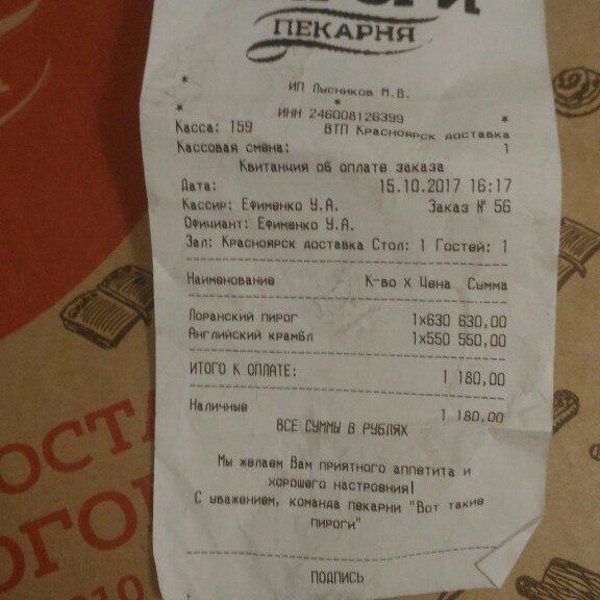 ПЕКАРНЯ
ИП Лысников М.В.
ИНН 246008126399
Касса: 159 ВТП Красноярск доставка
Кассовая смена: 1
Квитанция об оплате заказа
Дата: 15.10.2017 16:17
Кассир: Ефименко У.А. Заказ № 56
Официант: Ефименко У.А.
Зал: Красноярск доставка Стол: 1 Гостей: 1
Наименование К-во х Цена Сумма
Лоранский пирог 1x630 630,00
Английский крамбл 1x550 550,00
ИТОГО К ОПЛАТЕ: 1 180,00
Наличные 1 180,00
ВСЕ СУММЫ В РУБЛЯХ
Мы желаем Вам приятного аппетита и
хорошего настроения!
С уважением, команда пекарни "Вот такие
пироги"
ПОДПИСЬ